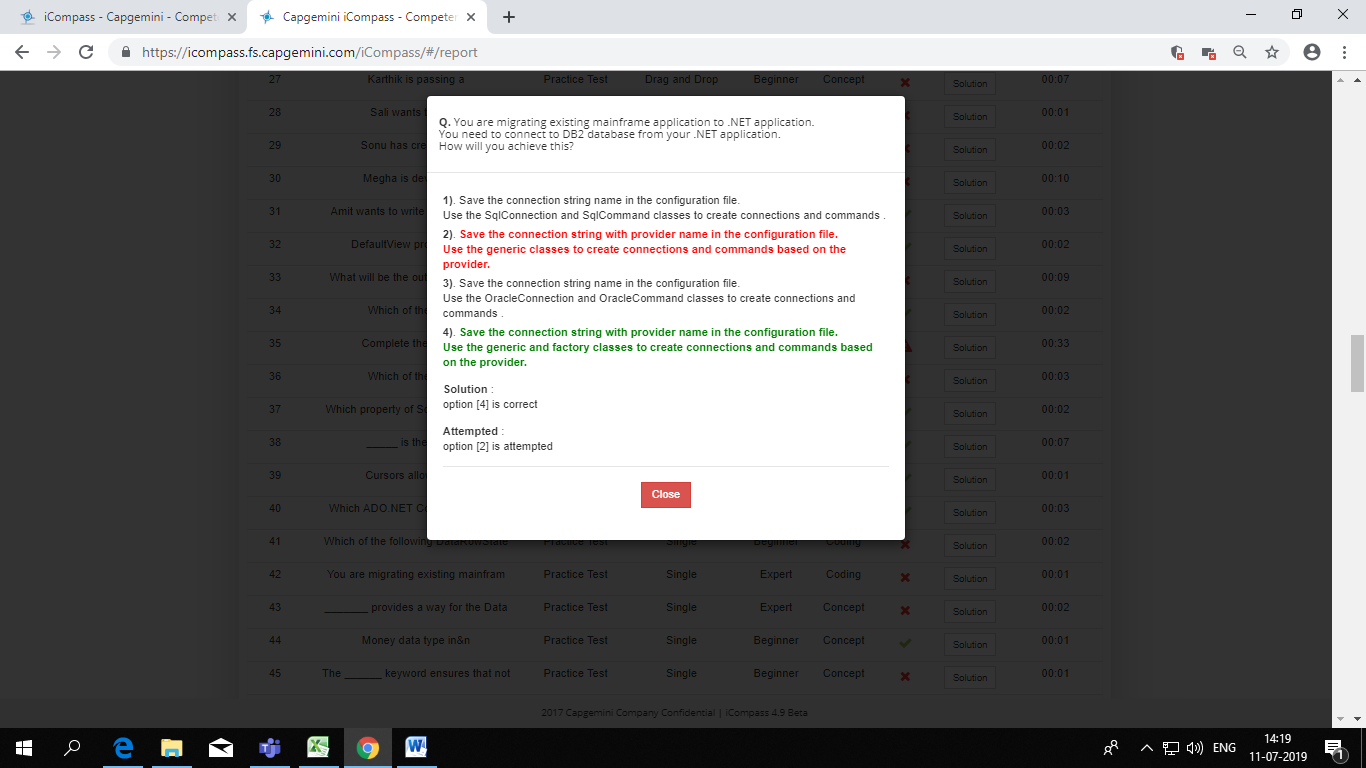 iCompass - Capgemini - Compet
Capgemini iCompass - Competen
https://icompass.fs.capgemini.com/iCompass/#/report
27 Karthik is passing a Practice Test Drag and Drop Beginner Concept Solution 00:07
28 Sali wants Solution 00:01
29 Sonu has cre Solution 00:02
30 Megha is de Solution 00:10
31 Amit wants to write Solution 00:03
32 DefaultView pro Solution 00:02
33 What will be the out Solution 00:09
34 Which of th Solution 00:02
35 Complete the Solution 00:33
36 Which of th Solution 00:03
37 Which property of S Solution 00:02
38 _____ is the Solution 00:07
39 Cursors allo Solution 00:01
40 Which ADO.NET C Solution 00:03
41 Which of the following DataRowState Practice Test Single Beginner Coding Solution 00:02
42 You are migrating existing mainfram Practice Test Single Expert Coding Solution 00:01
43 ______ provides a way for the Data Practice Test Single Expert Concept Solution 00:02
44 Money data type in&n Practice Test Single Beginner Concept Solution 00:01
45 The _____ keyword ensures that not Practice Test Single Beginner Concept Solution 00:01
Q. You are migrating existing mainframe application to .NET application.
You need to connect to DB2 database from your .NET application.
How will you achieve this?
1). Save the connection string name in the configuration file.
Use the SqlConnection and SqlCommand classes to create connections and commands .
2). Save the connection string with provider name in the configuration file.
Use the generic classes to create connections and commands based on the
provider.
3). Save the connection string name in the configuration file.
Use the OracleConnection and OracleCommand classes to create connections and
commands .
4). Save the connection string with provider name in the configuration file.
Use the generic and factory classes to create connections and commands based
on the provider.
Solution :
option [4] is correct
Attempted :
option [2] is attempted
Close
2017 Capgemini Company Confidential | iCompass 4.9 Beta
ENG
14:19
11-07-2019
1